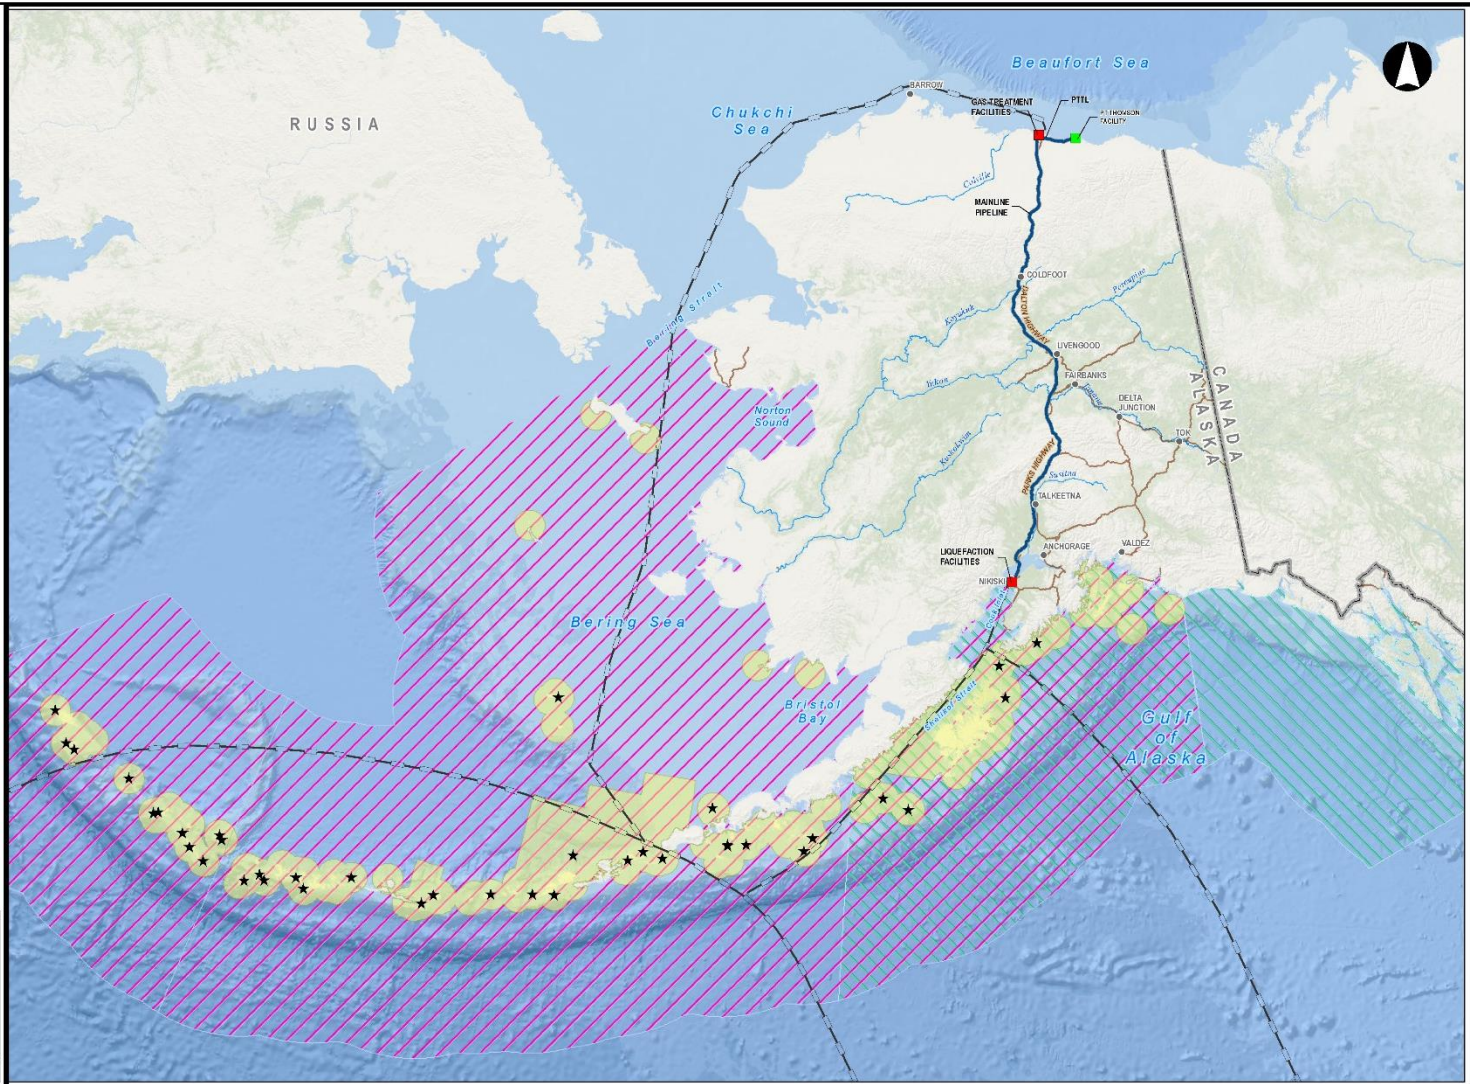 Beaufort Sea
RUSSIA
BARROW
Chukchi
Sea
GAS TREATMENT
FACILITIES
PTTL
THOMSON
FACILITY
Colville
MAINLINE
PIPELINE
COLDFOOT
DALTON HIGHWAY
Porcupine
Koyukuk
Bering Strait
LIVENGOOD
Yukon
FAIRBANKS
Tanana
DELTA
JUNCTION
CANADA
ALASKA
Norton
Sound
TOK
Kuskokwim
PARKS HIGHWAY
Susitna
TALKEETNA
LIQUEFACTION
FACILITIES
ANCHORAGE
VALDEZ
NIKISKI
Cook Inlet
Bering Sea
Bristol
Bay
Shelikof Strait
Gulf
of
Alaska